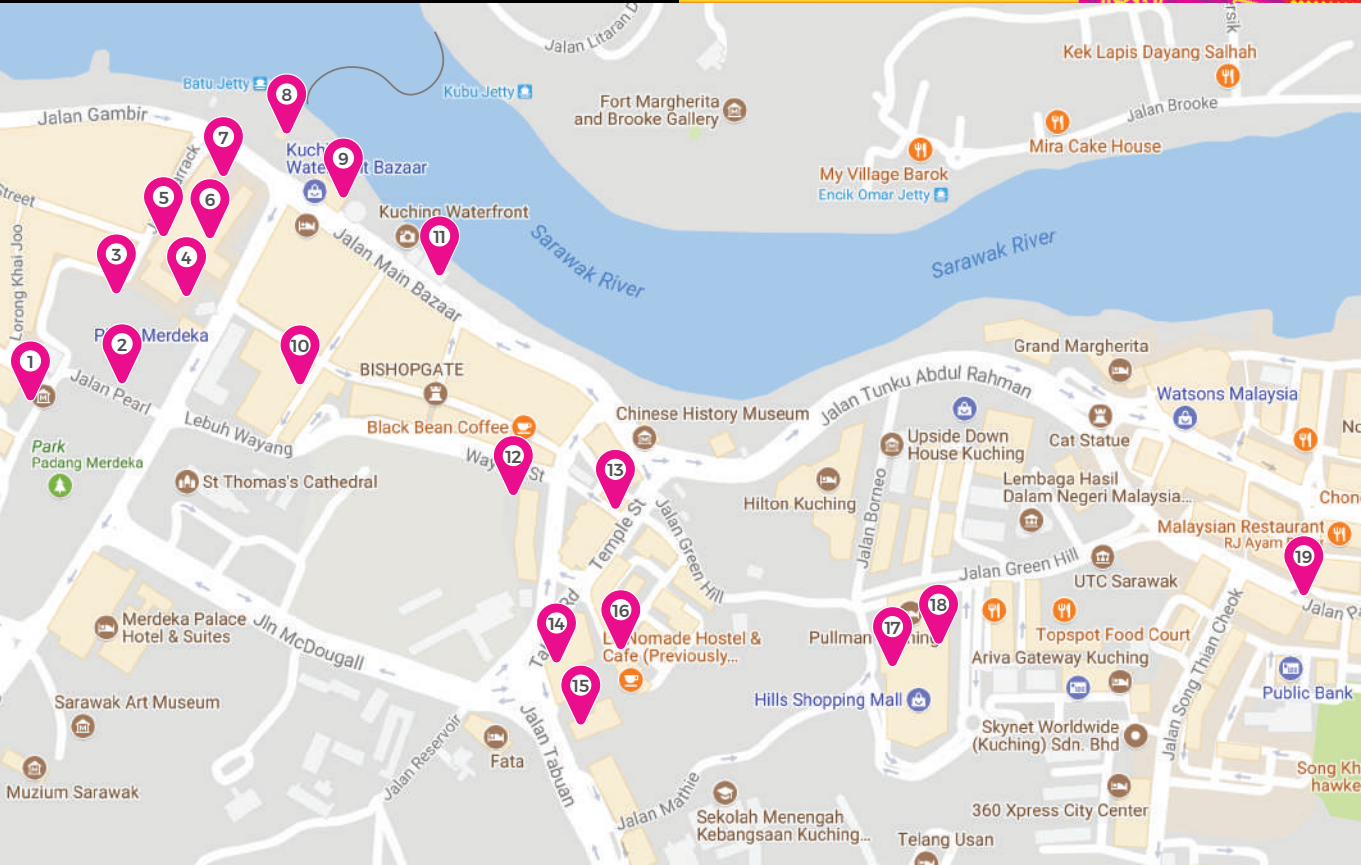 Jalan Litaran D
Kek Lapis Dayang Salhah
Batu Jetty
8
Kubu Jetty
Fort Margherita
and Brooke Gallery
Jalan Brooke
Jalan Gambir
7
Mira Cake House
9
Waterfront Bazaar
My Village Barok
Encik Omar Jetty
5
6
Street
Kuching Waterfront
11
3
4
Jalan Main Bazaar
Sarawak River
Sarawak River
Lorong Khai Joo
Merdeka
2
10
1
Grand Margherita
BISHOPGATE
Jalan Pearl
Jalan Tunku Abdul Rahman
Watsons Malaysia
Chinese History Museum
Lebuh Wayang
Black Bean Coffee
Upside Down
House Kuching
Cat Statue
Park
Padang Merdeka
12
St
13
St Thomas's Cathedral
Lembaga Hasil
Dalam Negeri Malaysia...
Hilton Kuching
Jalan Borneo
Chon
Malaysian Restaurant
RJ Ayam
Temple St
Jalan Green Hill
19
Jalan Green Hill
UTC Sarawak
Merdeka Palace
Hotel & Suites
Jln McDougall
Rd
16
18
14
17
Pullman
Topspot Food Court
Nomade Hostel &
Cafe (Previously...
Ariva Gateway Kuching
Jalan Song Thian Cheok
15
Public Bank
Hills Shopping Mall
Sarawak Art Museum
Jalan Reservoir
Jalan Tabuan
Skynet Worldwide
(Kuching) Sdn. Bhd
Fata
Muzium Sarawak
Song Kh
hawke
Jalan Mathie
Sekolah Menengah
Kebangsaan Kuching...
360 Xpress City Center
Telang Usan